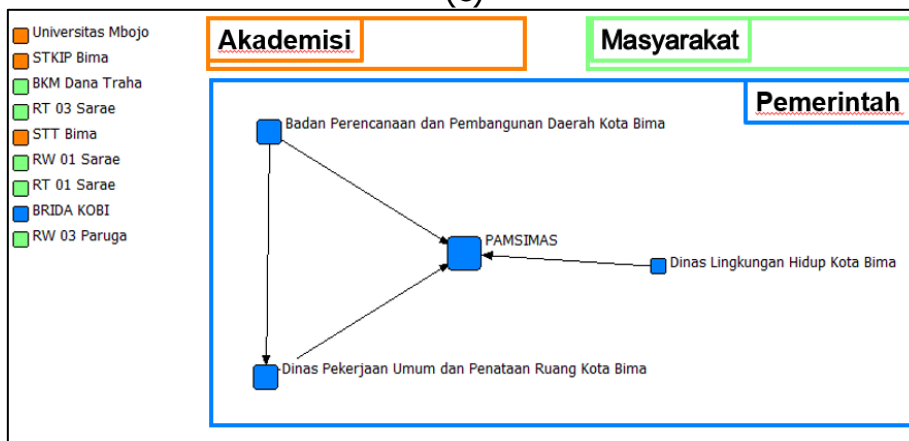 Universitas Mbojo
STKIP Bima
BKM Dana Traha
RT 03 Sarae
STT Bima
RW 01 Sarae
RT 01 Sarae
BRIDA KOBI
RW 03 Paruga
Akademisi
Masyarakat
Pemerintah
Badan Perencanaan dan Pembangunan Daerah Kota Bima
PAMSIMAS
Dinas Lingkungan Hidup Kota Bima
Dinas Pekerjaan Umum dan Penataan Ruang Kota Bima